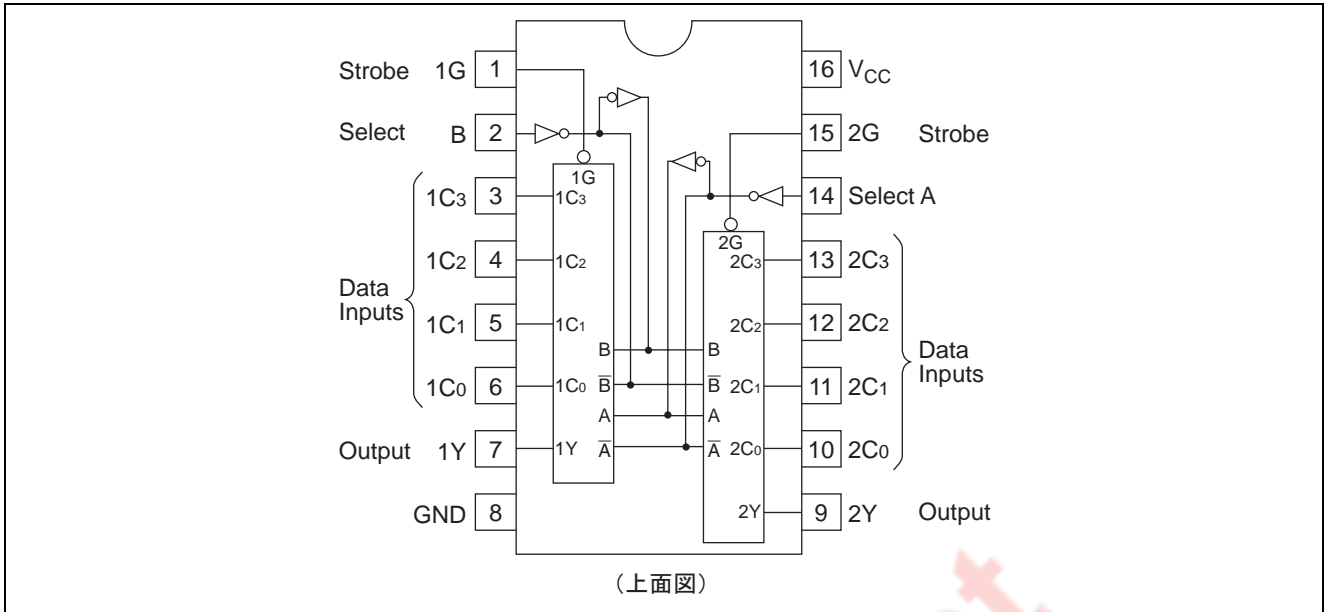 Strobe 1G 1
16 VCC
Select B 2
15 2G Strobe
1G
1C3 3 1C3
14 Select A
2G
1C2 4 1C2
2C3 13 2C3
Data
Inputs
1C1 5 1C1
2C2 12 2C2
B B
Data
Inputs
1C0 6 1C0 B̅ B̅ 2C1 11 2C1
A A
Output 1Y 7 1Y A̅ A̅ 2C0 10 2C0
GND 8
2Y 9 2Y Output
(上面図)